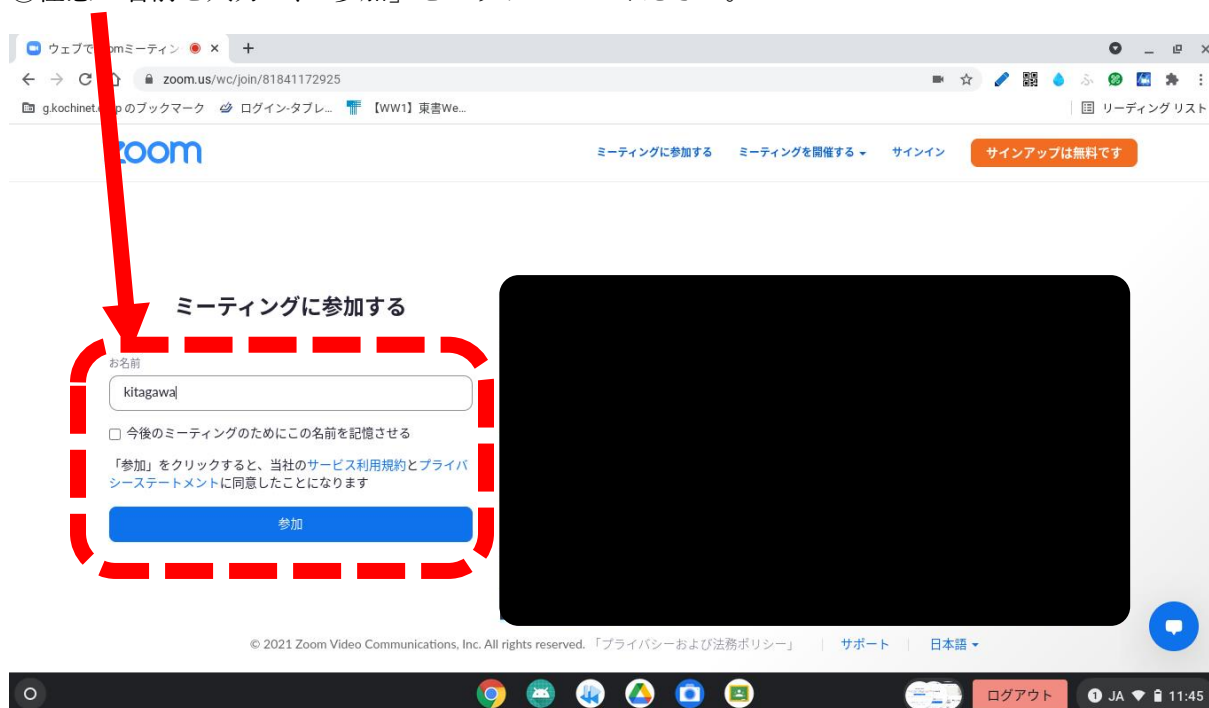 ウェブで omミーティン
zoom.us/wc/join/81841172925
g.kochinet. pのブックマーク ログイン-タブレ... 【WW1】東書We... リーディング リスト
zoom ミーティングに参加する ミーティングを開催する サインイン サインアップは無料です
ミーティングに参加する
お名前
kitagawa
今後のミーティングのためにこの名前を記憶させる
「参加」をクリックすると、当社のサービス利用規約とプライバ
シーステートメントに同意したことになります
参加
© 2021 Zoom Video Communications, Inc. All rights reserved. 「プライバシーおよび法務ポリシー」 サポート 日本語
ログアウト 1 JA 11:45